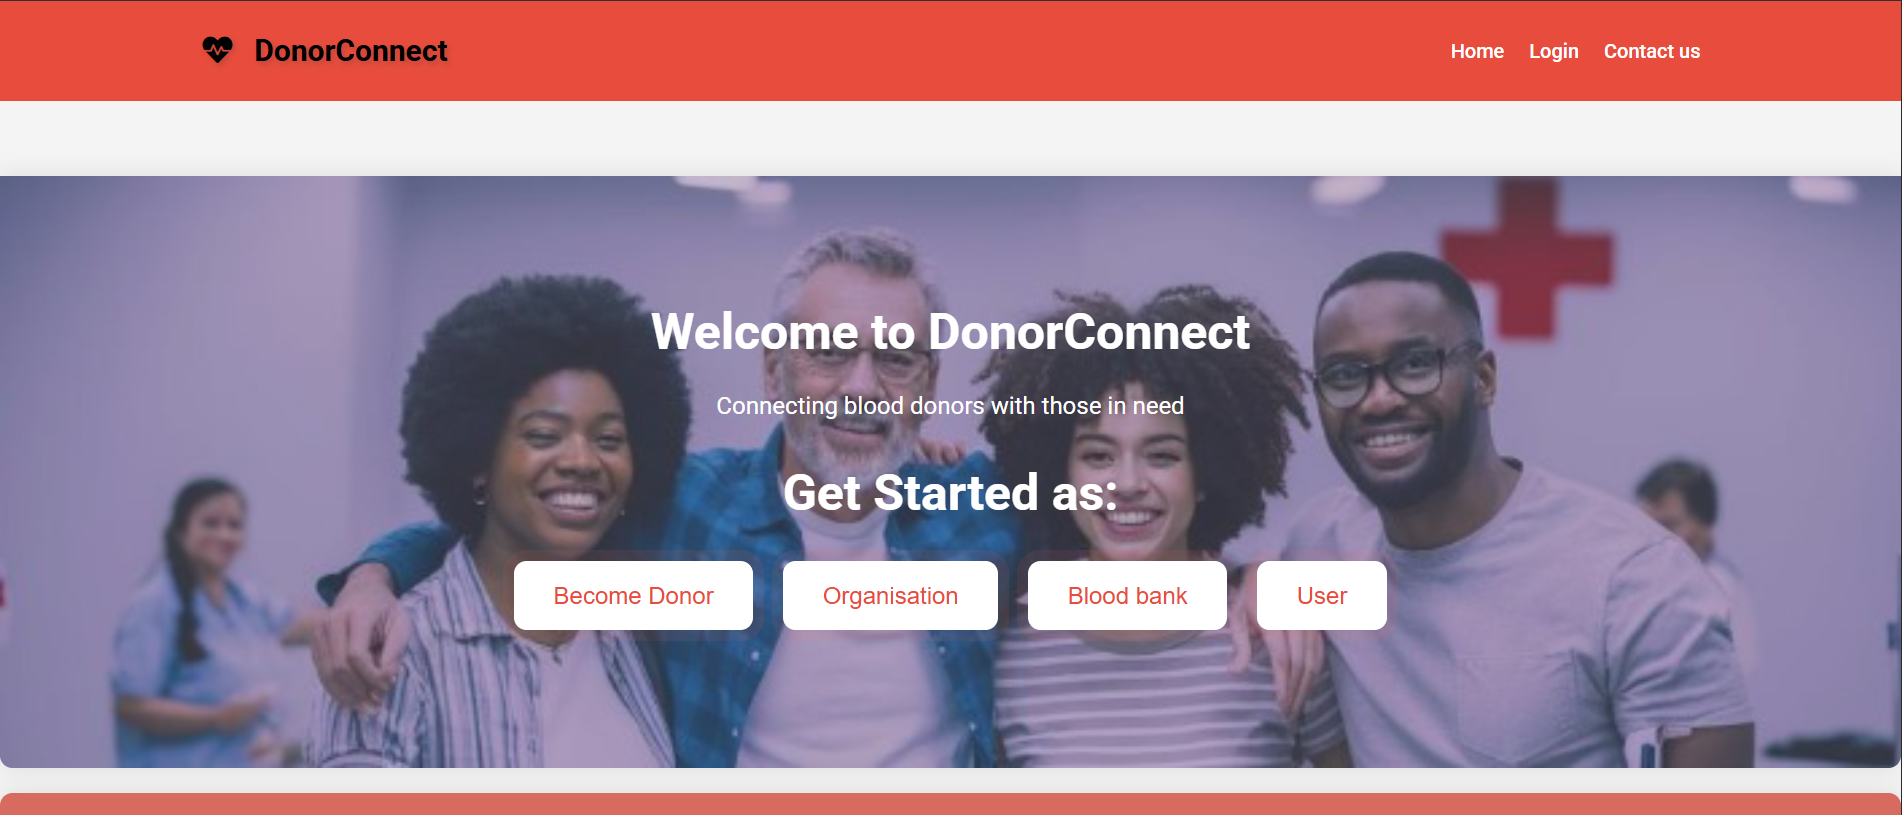 DonorConnect
Home Login Contact us
Welcome to DonorConnect
Connecting blood donors with those in need
Get Started as:
Become Donor Organisation Blood bank User